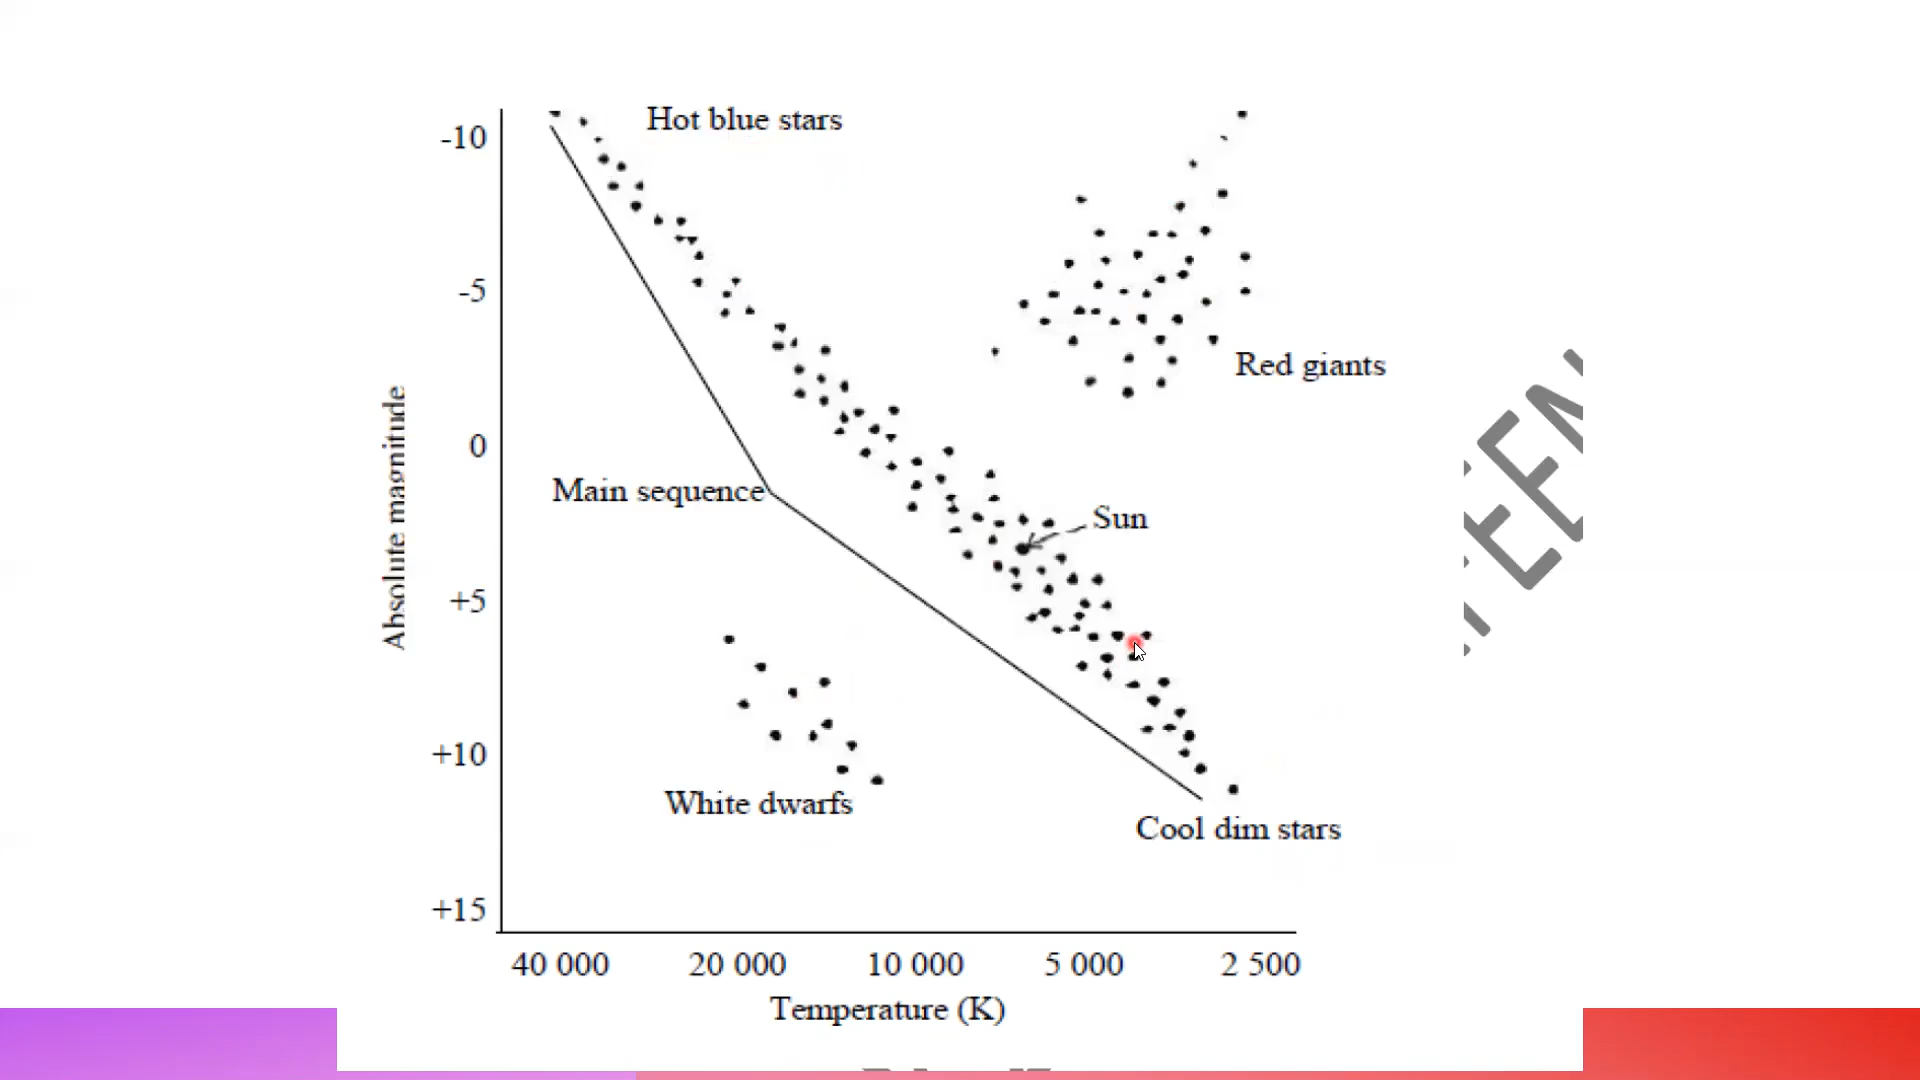 Hot blue stars
-10
-5
Red giants
0
Absolute magnitude
Main sequence
Sun
+5
+10
White dwarfs
Cool dim stars
+15
40 000 20 000 10 000 5 000 2 500
Temperature (K)